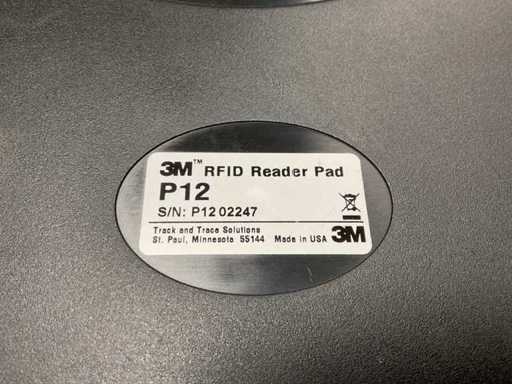 3M™ RFID Reader Pad
P12
S/N: P12 02247
Track and Trace Solutions
St. Paul, Minnesota 55144 Made in USA 3M